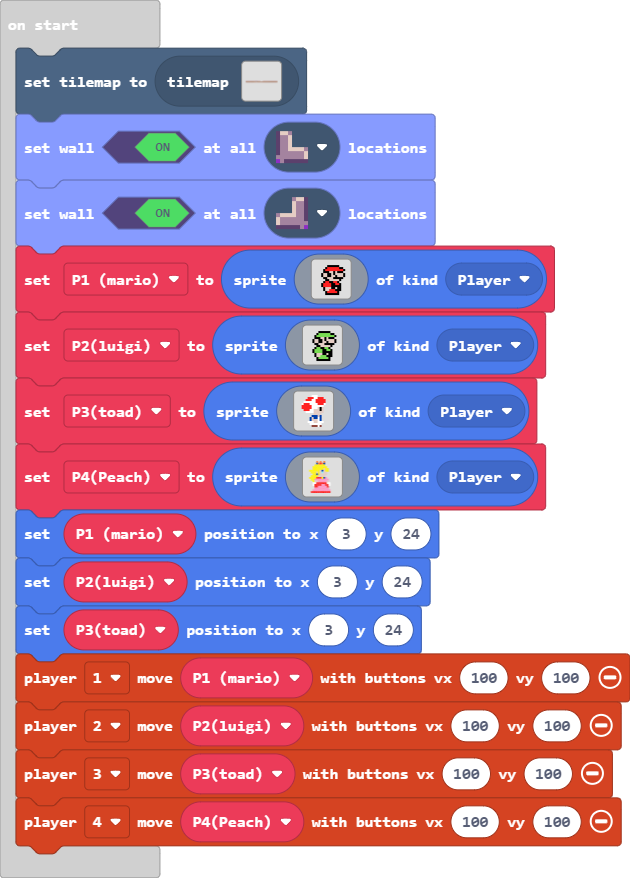 on start
set tilemap to tilemap
set wall ON at all locations
set wall ON at all locations
set P1 (mario) to sprite of kind Player
set P2(luigi) to sprite of kind Player
set P3(toad) to sprite of kind Player
set P4(Peach) to sprite of kind Player
set P1 (mario) position to x 3 y 24
set P2(luigi) position to x 3 y 24
set P3(toad) position to x 3 y 24
player 1 move P1 (mario) with buttons vx 100 vy 100
player 2 move P2(luigi) with buttons vx 100 vy 100
player 3 move P3(toad) with buttons vx 100 vy 100
player 4 move P4(Peach) with buttons vx 100 vy 100